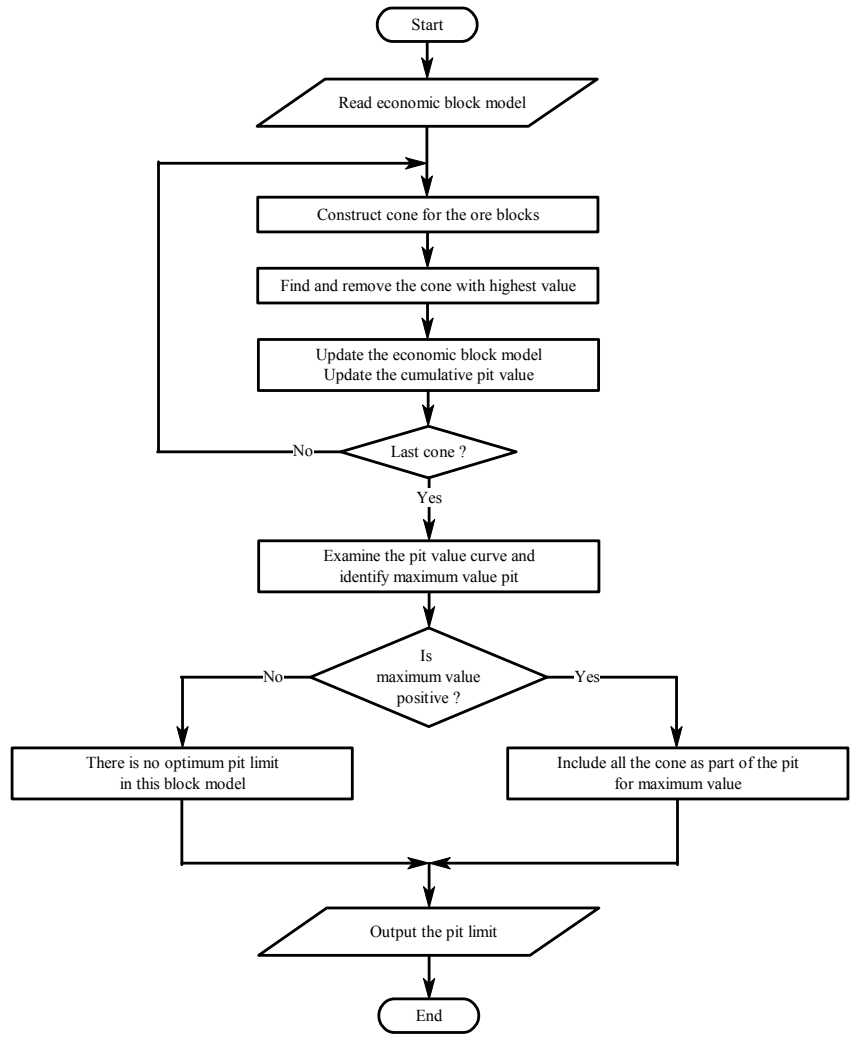 Start
Read economic block model
Construct cone for the ore blocks
Find and remove the cone with highest value
Update the economic block model
Update the cumulative pit value
No
Last cone ?
Yes
Examine the pit value curve and
identify maximum value pit
Is
maximum value
positive ?
No
Yes
There is no optimum pit limit
in this block model
Include all the cone as part of the pit
for maximum value
Output the pit limit
End